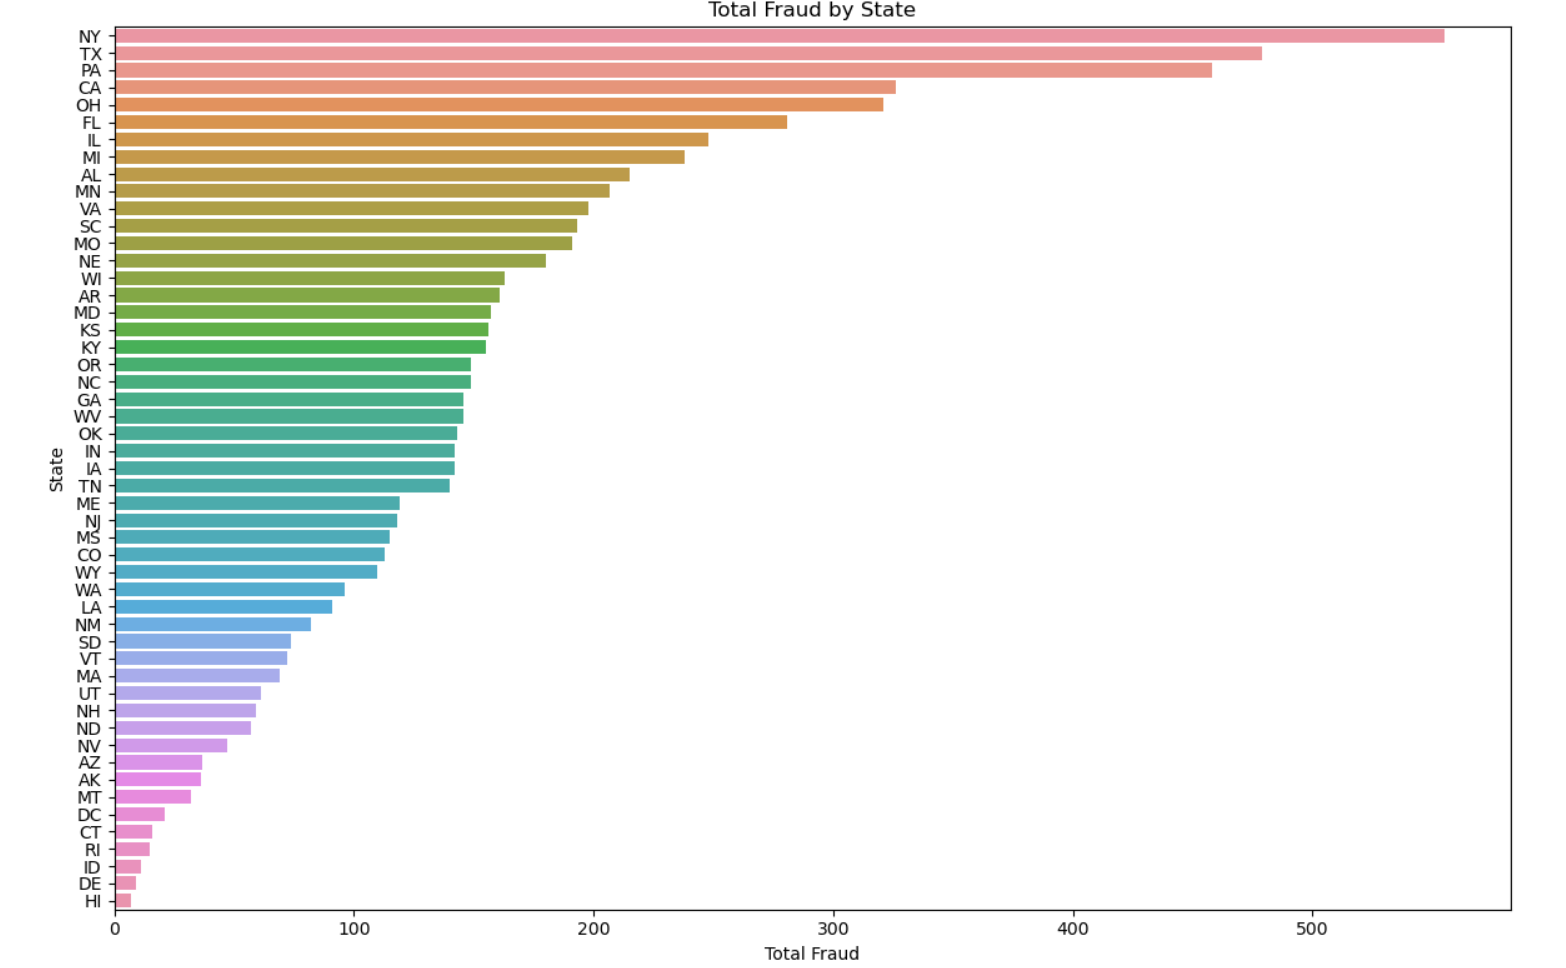 Total Fraud by State
NY
TX
PA
CA
OH
FL
IL
MI
AL
MN
VA
SC
MO
NE
WI
AR
MD
KS
KY
OR
NC
GA
WV
OK
IN
IA
TN
ME
NJ
MS
CO
WY
WA
LA
NM
SD
VT
MA
UT
NH
ND
NV
AZ
AK
MT
DC
CT
RI
ID
DE
HI
State
0 100 200 300 400 500
Total Fraud